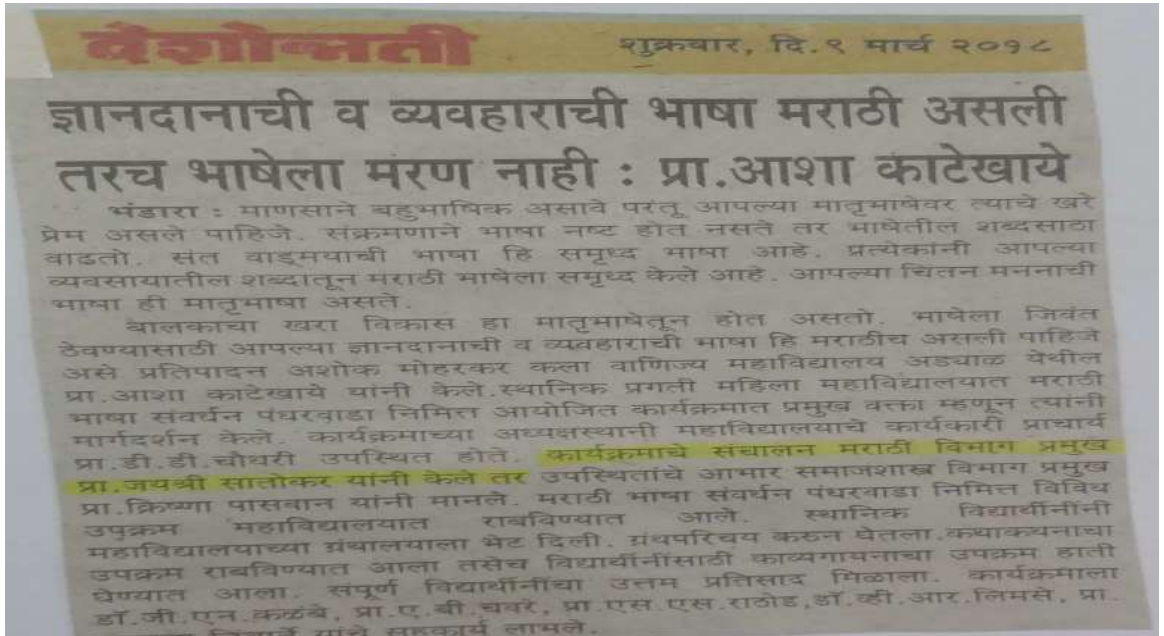 देशोन्नती
शुक्रवार, दि.९ मार्च २०१८
ज्ञानदानाची व व्यवहाराची भाषा मराठी असली
तरच भाषेला मरण नाही : प्रा.आशा काटेखाये
भंडारा : माणसाने बहुभाषिक असावे परंतू आपल्या मातृभाषेवर त्याचे खरे
प्रेम असले पाहिजे. संक्रमणाने भाषा नष्ट होत नसते तर भाषेतील शब्दसाठा
वाढतो. संत वाङ्मयाची भाषा हि समृध्द भाषा आहे. प्रत्येकांनी आपल्या
व्यवसायातील शब्दातून मराठी भाषेला समृध्द केले आहे. आपल्या चिंतन मननाची
भाषा ही मातृभाषा असते.
बालकाचा खरा विकास हा मातृभाषेतून होत असतो. भाषेला जिवंत
ठेवण्यासाठी आपल्या ज्ञानदानाची व व्यवहाराची भाषा हि मराठीच असली पाहिजे
असे प्रतिपादन अशोक मोहरकर कला वाणिज्य महाविद्यालय अड्याळ येथील
प्रा.आशा काटेखाये यांनी केले.स्थानिक प्रगती महिला महाविद्यालयात मराठी
भाषा संवर्धन पंधरवाडा निमित्त आयोजित कार्यक्रमात प्रमुख वक्ता म्हणून त्यांनी
मार्गदर्शन केले. कार्यक्रमाच्या अध्यक्षस्थानी महाविद्यालयाचे कार्यकारी प्राचार्य
प्रा.डी.डी.चौधरी उपस्थित होते. कार्यक्रमाचे संचालन मराठी विभाग प्रमुख
प्रा.जयश्री सातोकर यांनी केले तर उपस्थितांचे आभार समाजशास्त्र विभाग प्रमुख
प्रा.क्रिष्णा पासवान यांनी मानले. मराठी भाषा संवर्धन पंधरवाडा निमित्त विविध
उपक्रम महाविद्यालयात राबविण्यात आले. स्थानिक विद्यार्थीनींनी
महाविद्यालयाच्या ग्रंथालयाला भेट दिली. ग्रंथपरिचय करुन घेतला.कथाकथनाचा
उपक्रम राबविण्यात आला तसेच विद्यार्थीनींसाठी काव्यगायनाचा उपक्रम हाती
घेण्यात आला. संपूर्ण विद्यार्थीनींचा उत्तम प्रतिसाद मिळाला. कार्यक्रमाला
डॉ.जी.एन.कळंबे, प्रा.ए.बी.चवरे, प्रा.एस.एस.राठोड,डॉ.व्ही.आर.लिमसे, प्रा.
यांचे सहकार्य लाभले.